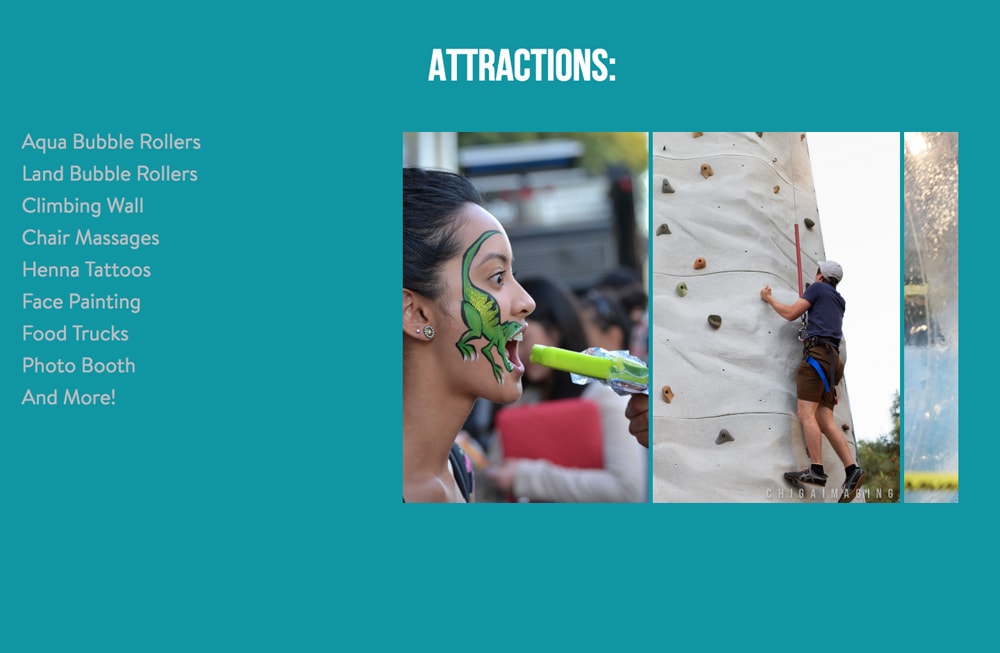 ATTRACTIONS:
Aqua Bubble Rollers
Land Bubble Rollers
Climbing Wall
Chair Massages
Henna Tattoos
Face Painting
Food Trucks
Photo Booth
And More!
CHIGAIMAGING